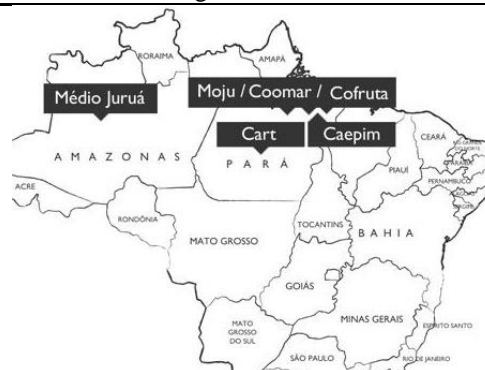 RORAIMA
AMAPÁ
Médio Juruá
Moju / Coomar / Cofruta
Cart
Caepim
CEARÁ
AMAZONAS
PARÁ
PIAUÍ
PERNAMBUCO
ACRE
RONDÔNIA
TOCANTINS
BAHIA
MATO GROSSO
GOIÁS
MINAS GERAIS
MATO
GROSSO
DO SUL
ESPÍRITO SANTO
SÃO PAULO
RIO DE JANEIRO